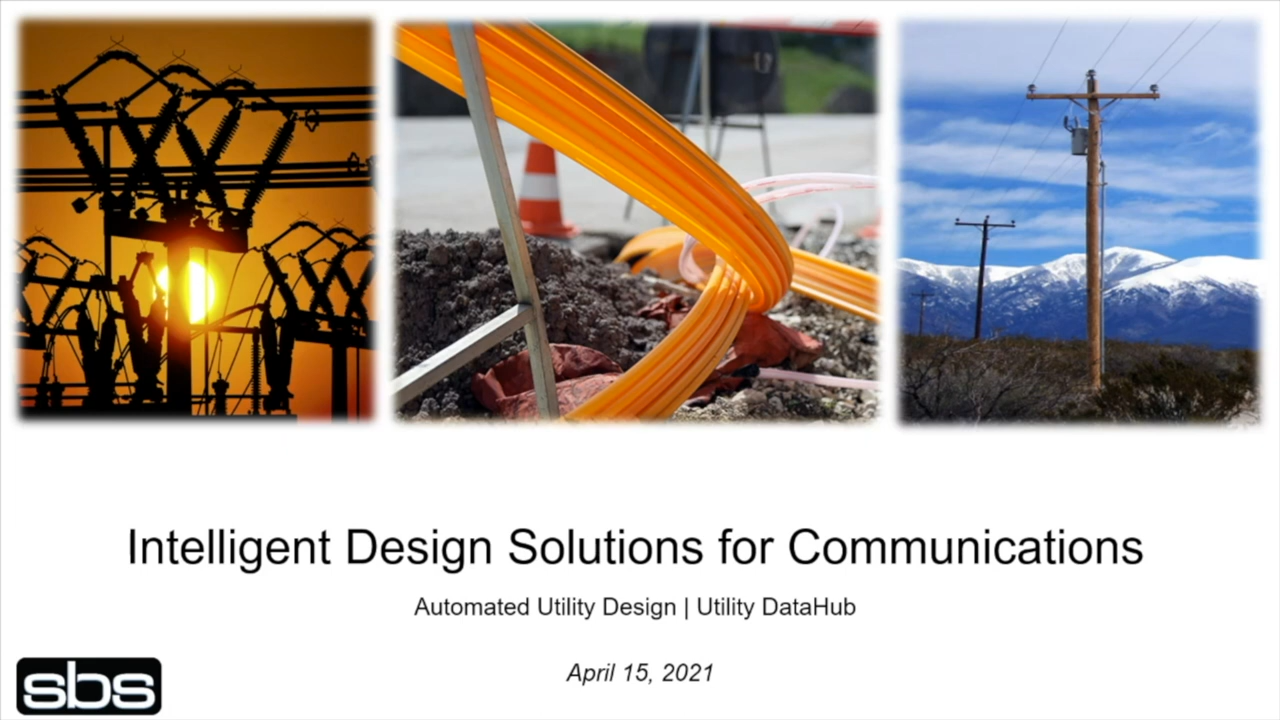 Intelligent Design Solutions for Communications
Automated Utility Design | Utility DataHub
April 15, 2021
sbs